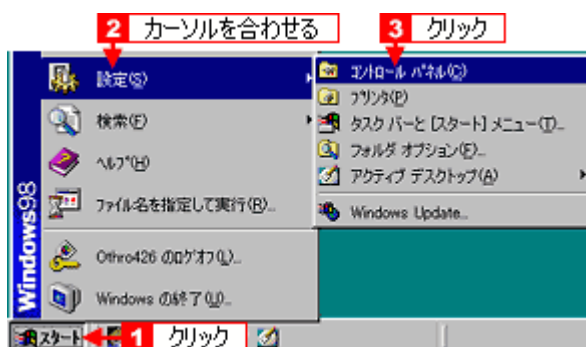 2 カーソルを合わせる
3 クリック
設定(S)
検索(F)
ヘルプ(H)
ファイル名を指定して実行(R)...
Othro426 のログオフ(L)...
Windows の終了(U)...
Windows98
コントロール パネル(C)
プリンタ(P)
タスク バーと [スタート] メニュー(T)...
フォルダ オプション(F)...
アクティブ デスクトップ(A)
Windows Update...
スタート
1 クリック